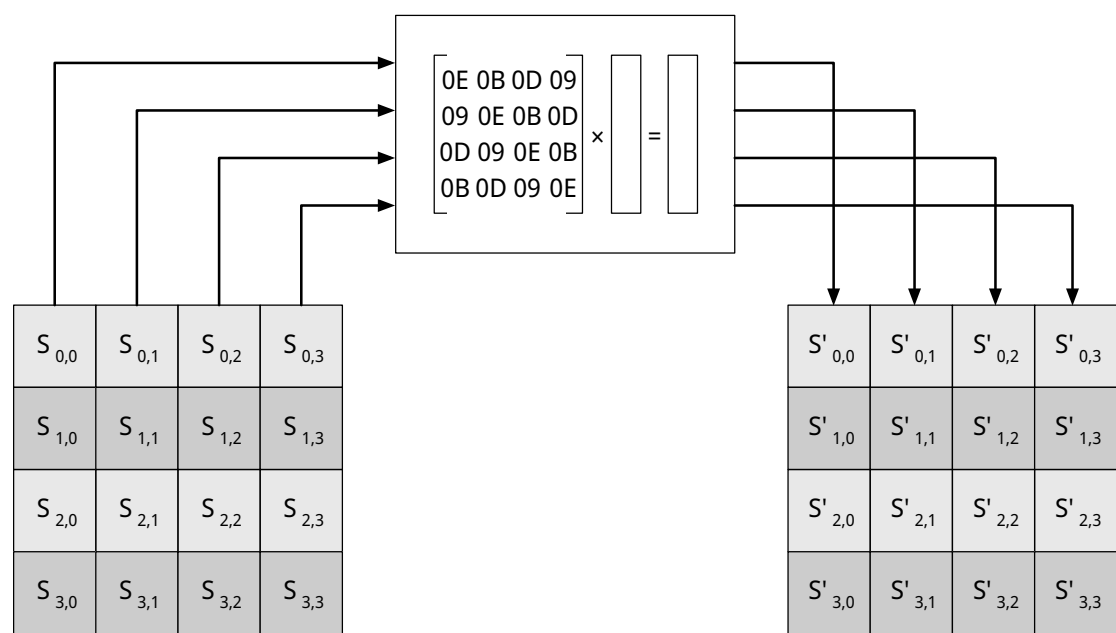 0E 0B 0D 09
09 0E 0B 0D
0D 09 0E 0B
0B 0D 09 0E
× =
S 0,0 S 0,1 S 0,2 S 0,3
S 1,0 S 1,1 S 1,2 S 1,3
S 2,0 S 2,1 S 2,2 S 2,3
S 3,0 S 3,1 S 3,2 S 3,3
S' 0,0 S' 0,1 S' 0,2 S' 0,3
S' 1,0 S' 1,1 S' 1,2 S' 1,3
S' 2,0 S' 2,1 S' 2,2 S' 2,3
S' 3,0 S' 3,1 S' 3,2 S' 3,3